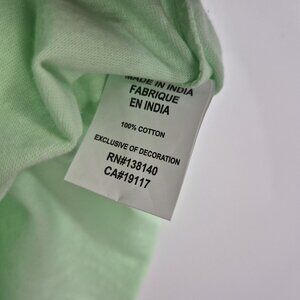 MADE IN INDIA
FABRIQUE
EN INDIA
100% COTTON
EXCLUSIVE OF DECORATION
RN#138140
CA#19117